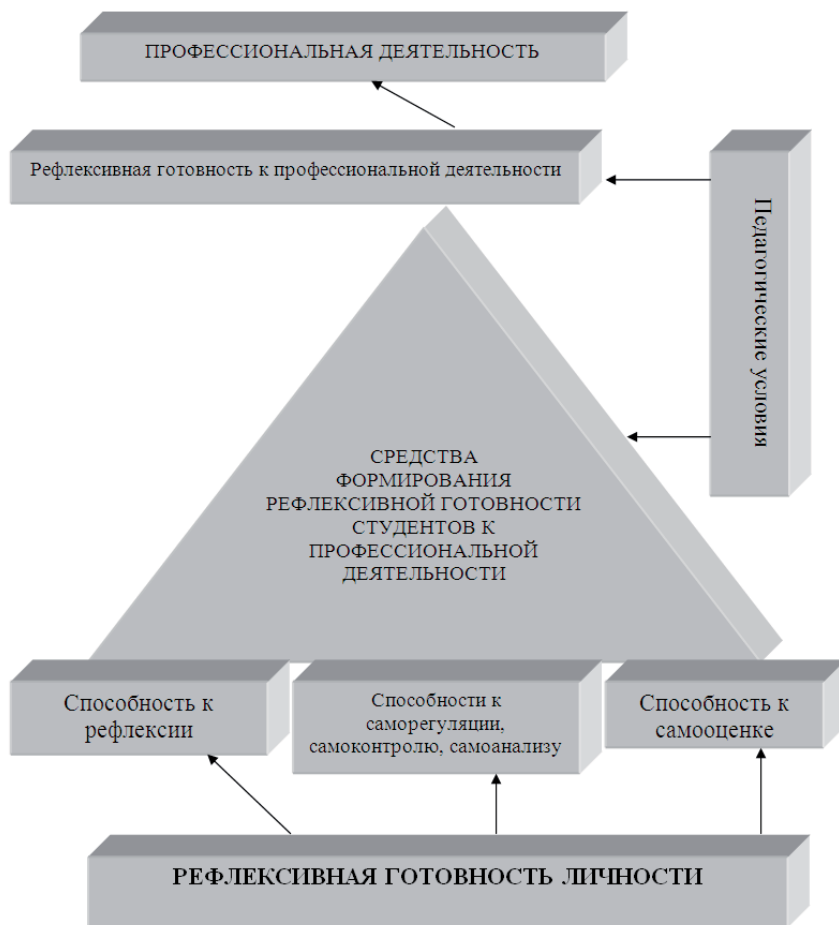 ПРОФЕССИОНАЛЬНАЯ ДЕЯТЕЛЬНОСТЬ
Рефлексивная готовность к профессиональной деятельности
Педагогические условия
СРЕДСТВА
ФОРМИРОВАНИЯ
РЕФЛЕКСИВНОЙ ГОТОВНОСТИ
СТУДЕНТОВ К
ПРОФЕССИОНАЛЬНОЙ
ДЕЯТЕЛЬНОСТИ
Способность к
рефлексии
Способности к
саморегуляции,
самоконтролю, самоанализу
Способность к
самооценке
РЕФЛЕКСИВНАЯ ГОТОВНОСТЬ ЛИЧНОСТИ